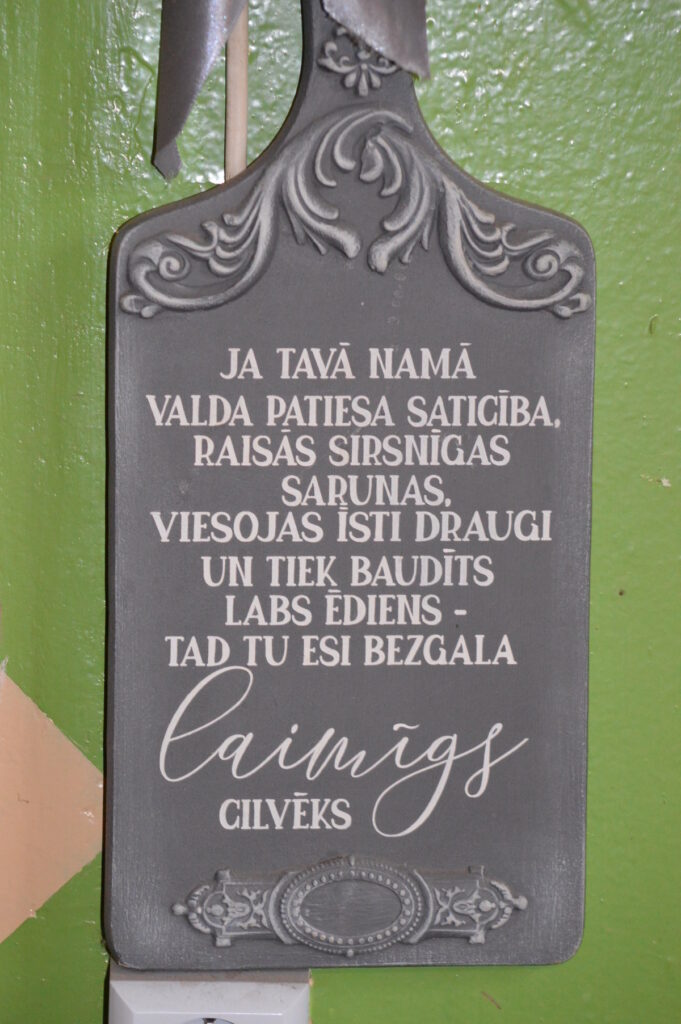 JA TAVĀ NAMĀ
VALDA PATIESA SATICĪBA,
RAISĀS SIRSNĪGAS
SARUNAS,
VIESOJAS ĪSTI DRAUGI
UN TIEK BAUDĪTS
LABS ĒDIENS -
TAD TU ESI BEZGALA
laimīgs
CILVĒKS